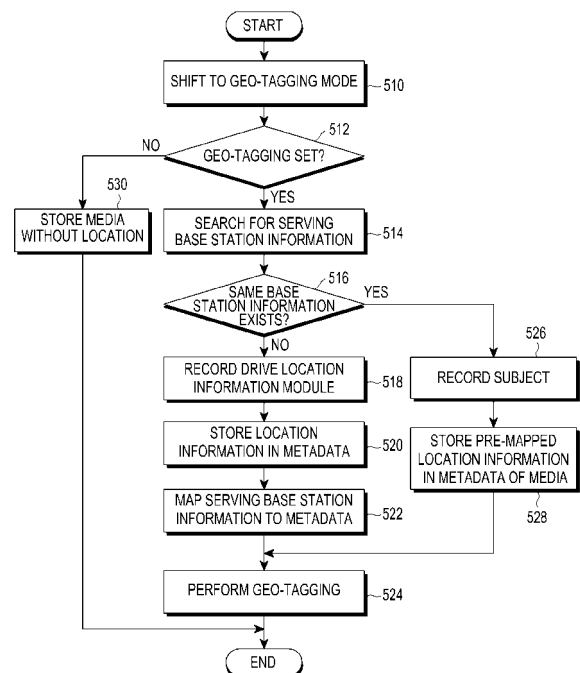 START
SHIFT TO GEO-TAGGING MODE
510
512
NO
GEO-TAGGING SET?
530
YES
STORE MEDIA
WITHOUT LOCATION
SEARCH FOR SERVING
BASE STATION INFORMATION
514
516
SAME BASE
STATION INFORMATION
EXISTS?
YES
NO
526
RECORD DRIVE LOCATION
INFORMATION MODULE
518
RECORD SUBJECT
STORE LOCATION
INFORMATION IN METADATA
520
STORE PRE-MAPPED
LOCATION INFORMATION
IN METADATA OF MEDIA
528
MAP SERVING BASE STATION
INFORMATION TO METADATA
522
PERFORM GEO-TAGGING
524
END